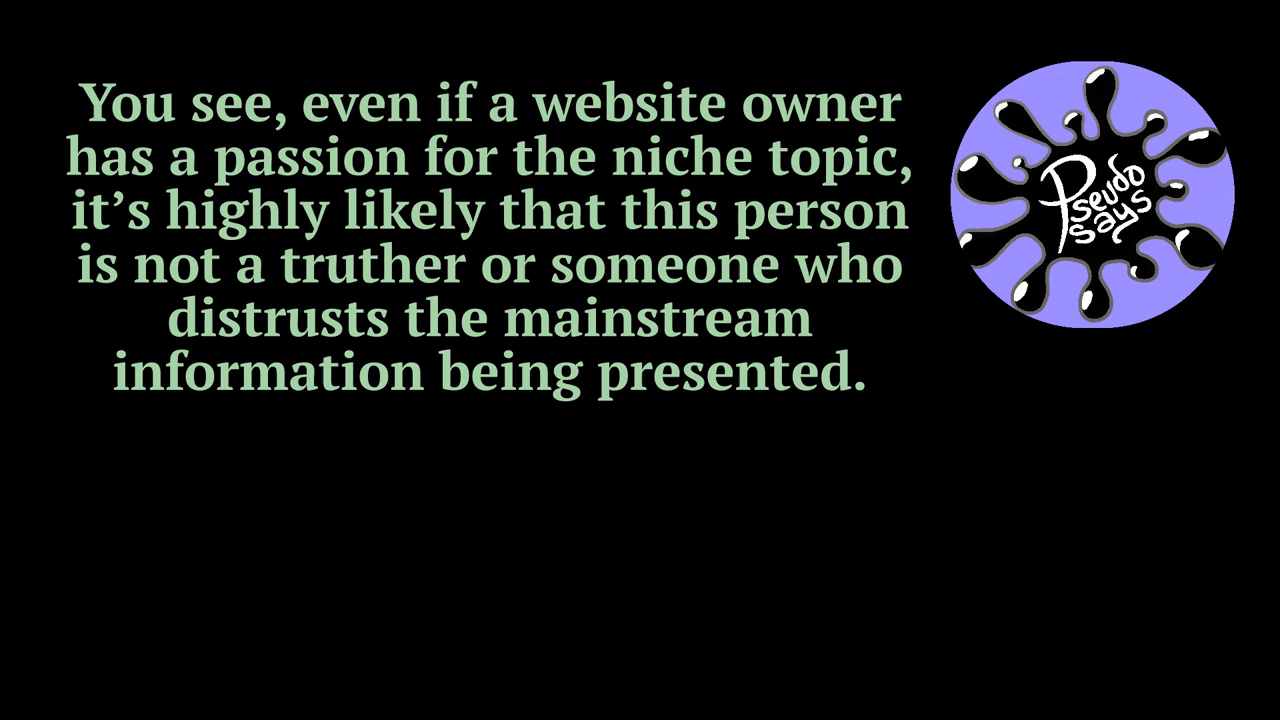 You see, even if a website owner
has a passion for the niche topic,
it’s highly likely that this person
is not a truther or someone who
distrusts the mainstream
information being presented.
Pseudo
says